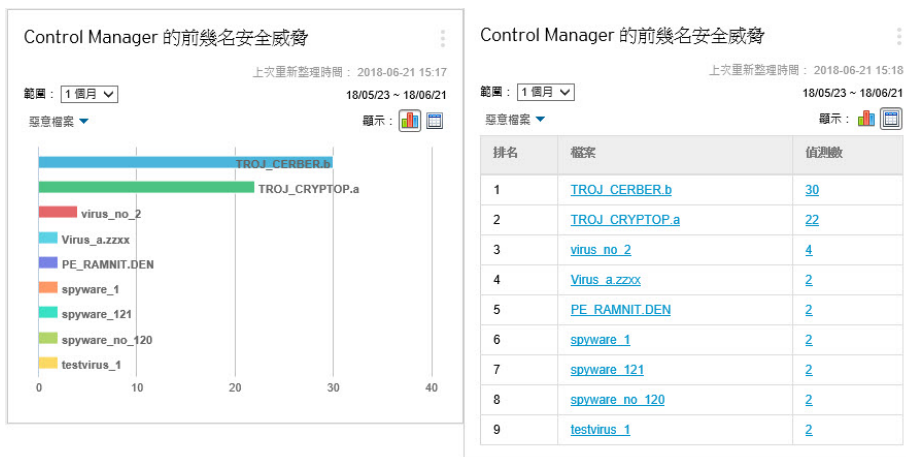 Control Manager 的前幾名安全威脅
上次重新整理時間： 2018-06-21 15:17
範圍： 1 個月 18/05/23 ~ 18/06/21
惡意檔案 顯示：
TROJ_CERBER.b
TROJ_CRYPTOP.a
virus_no_2
Virus_a.zzxx
PE_RAMNIT.DEN
spyware_1
spyware_121
spyware_no_120
testvirus_1
0 10 20 30 40
Control Manager 的前幾名安全威脅
上次重新整理時間： 2018-06-21 15:18
範圍： 1 個月 18/05/23 ~ 18/06/21
惡意檔案 顯示：
排名 檔案 偵測數
1 TROJ_CERBER.b 30
2 TROJ_CRYPTOP.a 22
3 virus_no_2 4
4 Virus_a.zzxx 2
5 PE_RAMNIT.DEN 2
6 spyware_1 2
7 spyware_121 2
8 spyware_no_120 2
9 testvirus_1 2